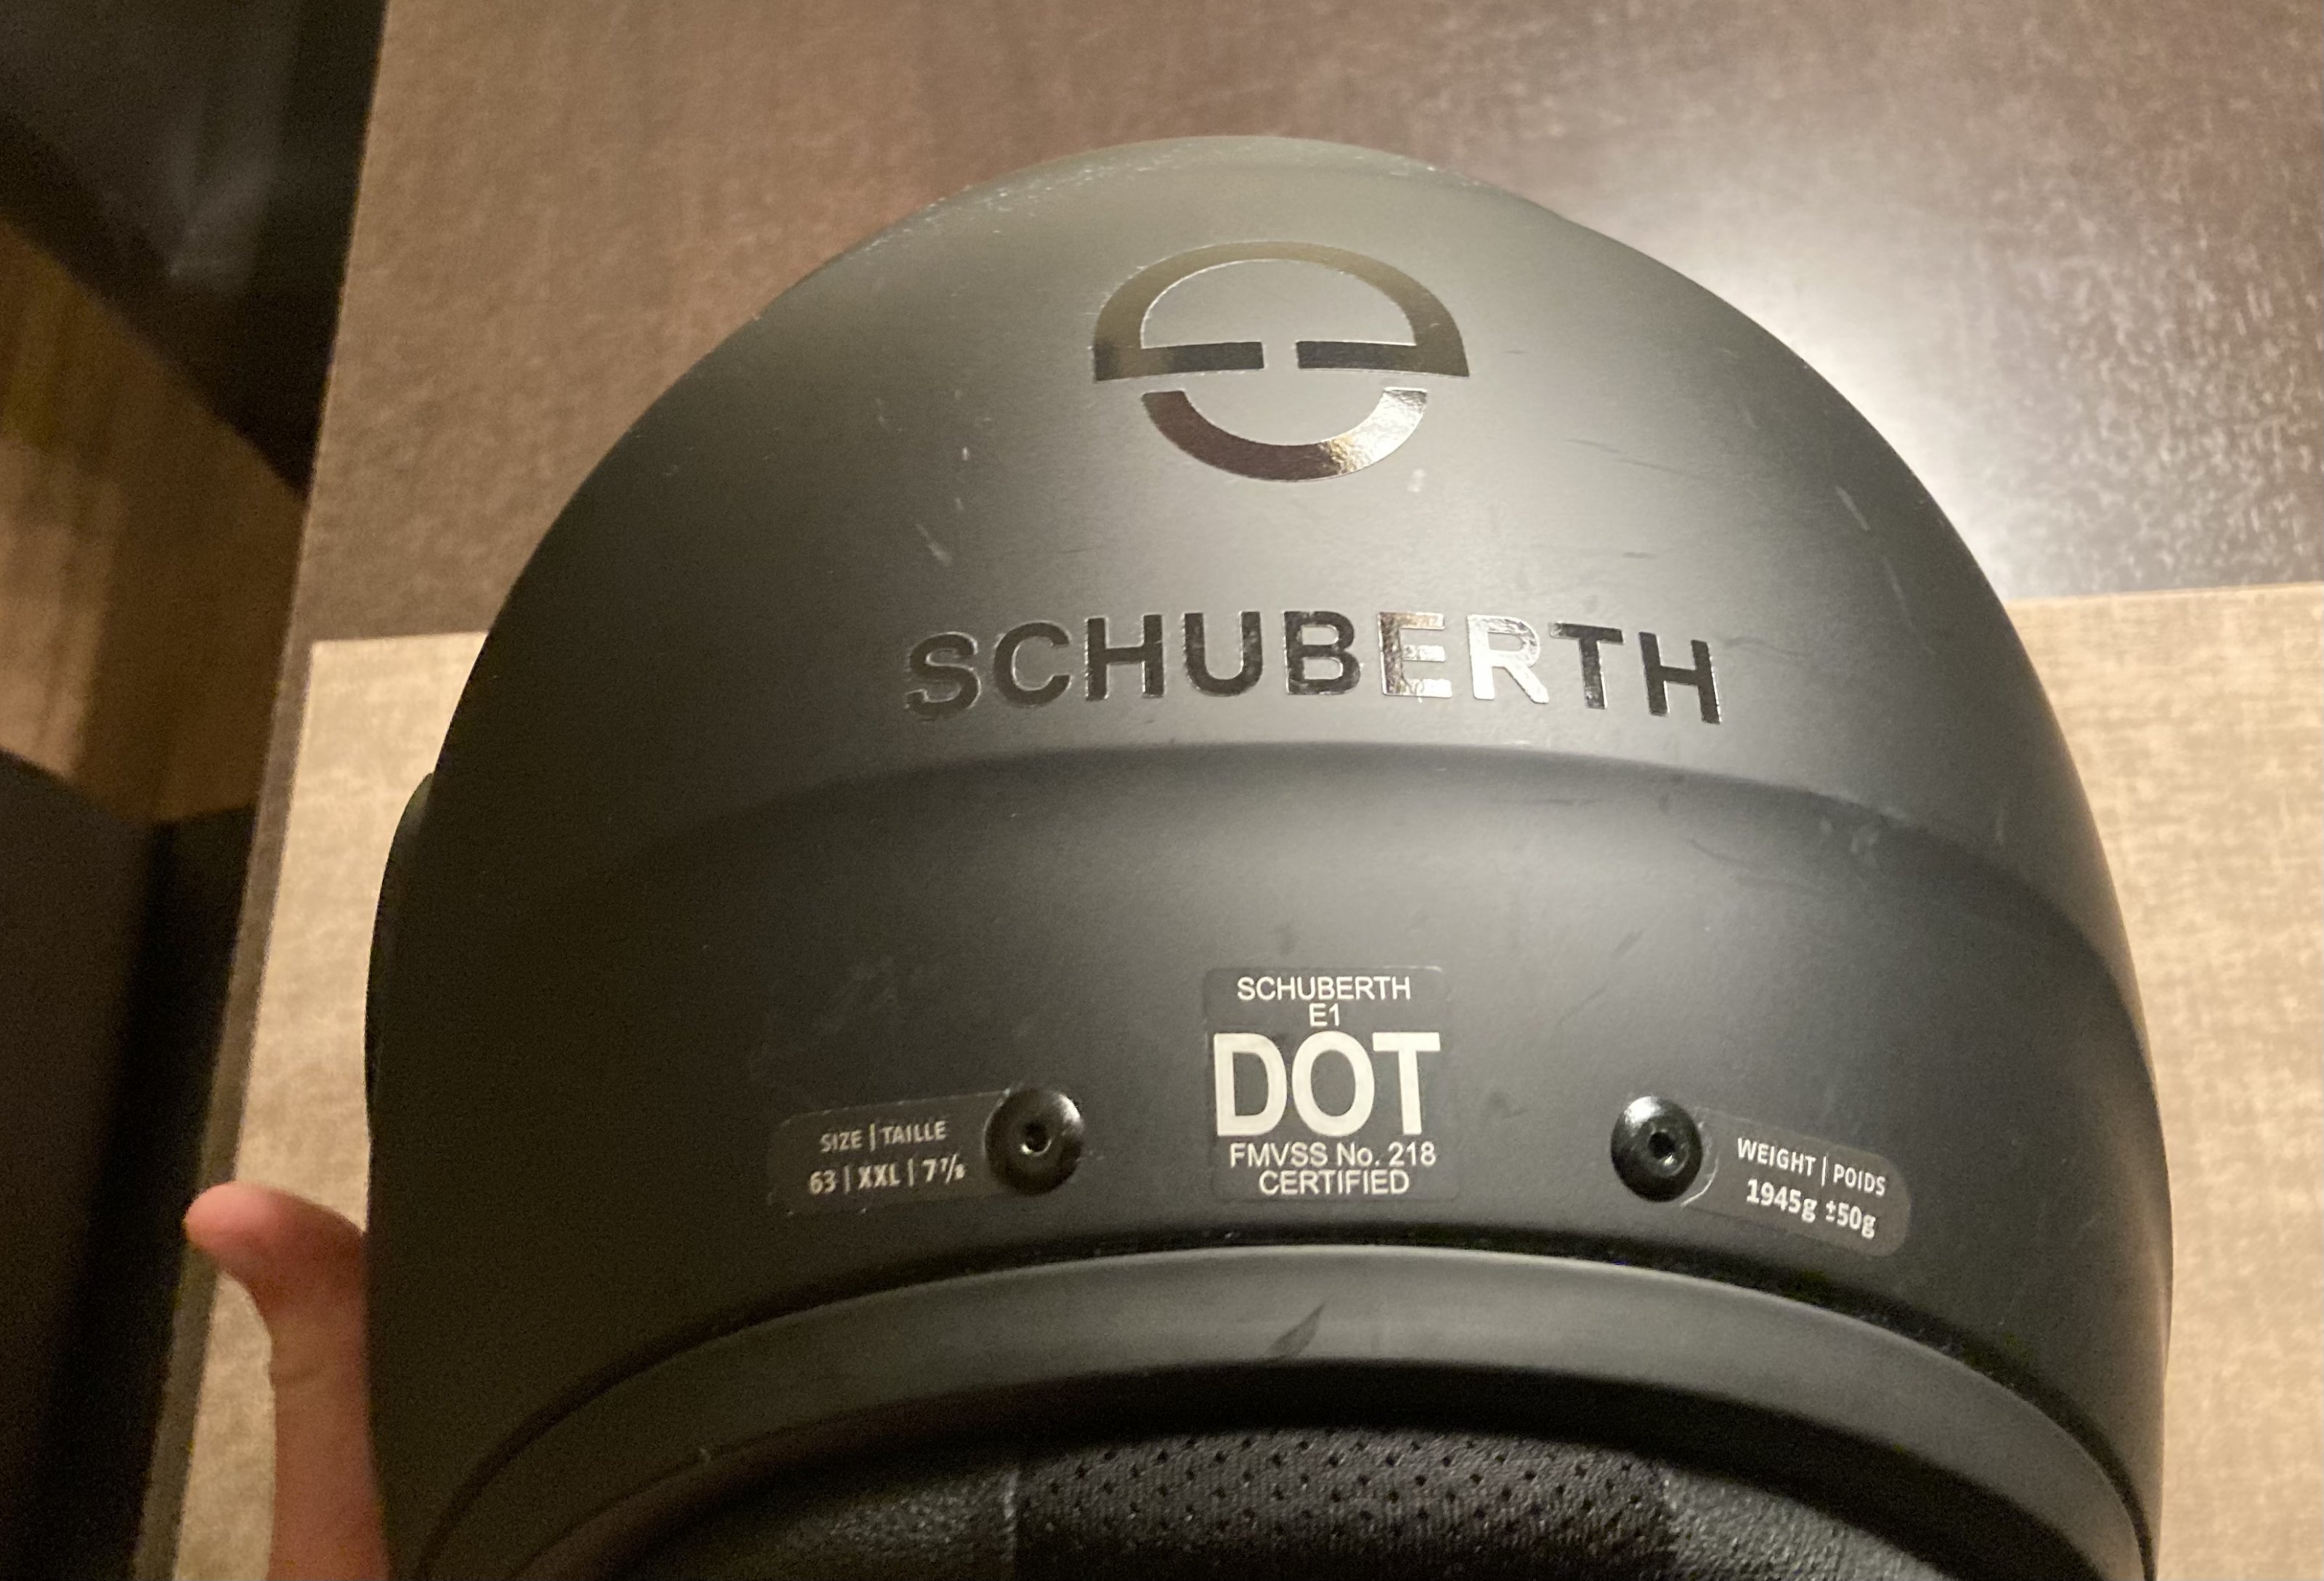 SCHUBERTH
SCHUBERTH
E1
DOT
FMVSS No. 218
CERTIFIED
SIZE | TAILLE
63 | XXL | 7⅞
WEIGHT | POIDS
1945g ±50g